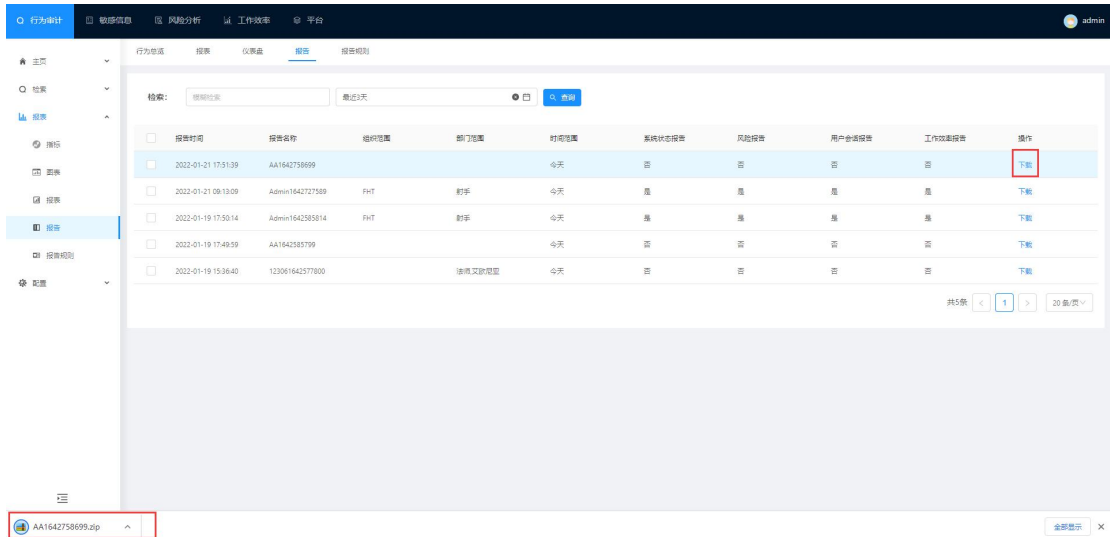 行为审计 敏感信息 风险分析 工作效率 平台 admin
行为总览 报表 仪表盘 报告 报告规则
主页
检索
报表
指标
图表
报表
报告
报告规则
配置
检索： 模糊检索 最近3天 查询
报告时间 报告名称 组织范围 部门范围 时间范围 系统状态报告 风险报告 用户会话报告 工作效率报告 操作
2022-01-21 17:51:39 AA1642758699 今天 否 否 否 否 下载
2022-01-21 09:13:09 Admin1642727589 FHT 射手 今天 是 是 是 是 下载
2022-01-19 17:50:14 Admin1642585814 FHT 射手 今天 是 是 是 是 下载
2022-01-19 17:49:59 AA1642585799 今天 否 否 否 否 下载
2022-01-19 15:36:40 123061642577800 法师,艾欧尼亚 今天 否 否 否 否 下载
共5条 1 20 条/页
AA1642758699.zip 全部显示